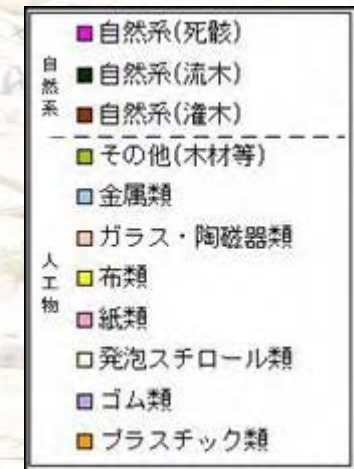 自然系
自然系(死骸)
自然系(流木)
自然系(灌木)
人工物
その他(木材等)
金属類
ガラス・陶磁器類
布類
紙類
発泡スチロール類
ゴム類
プラスチック類